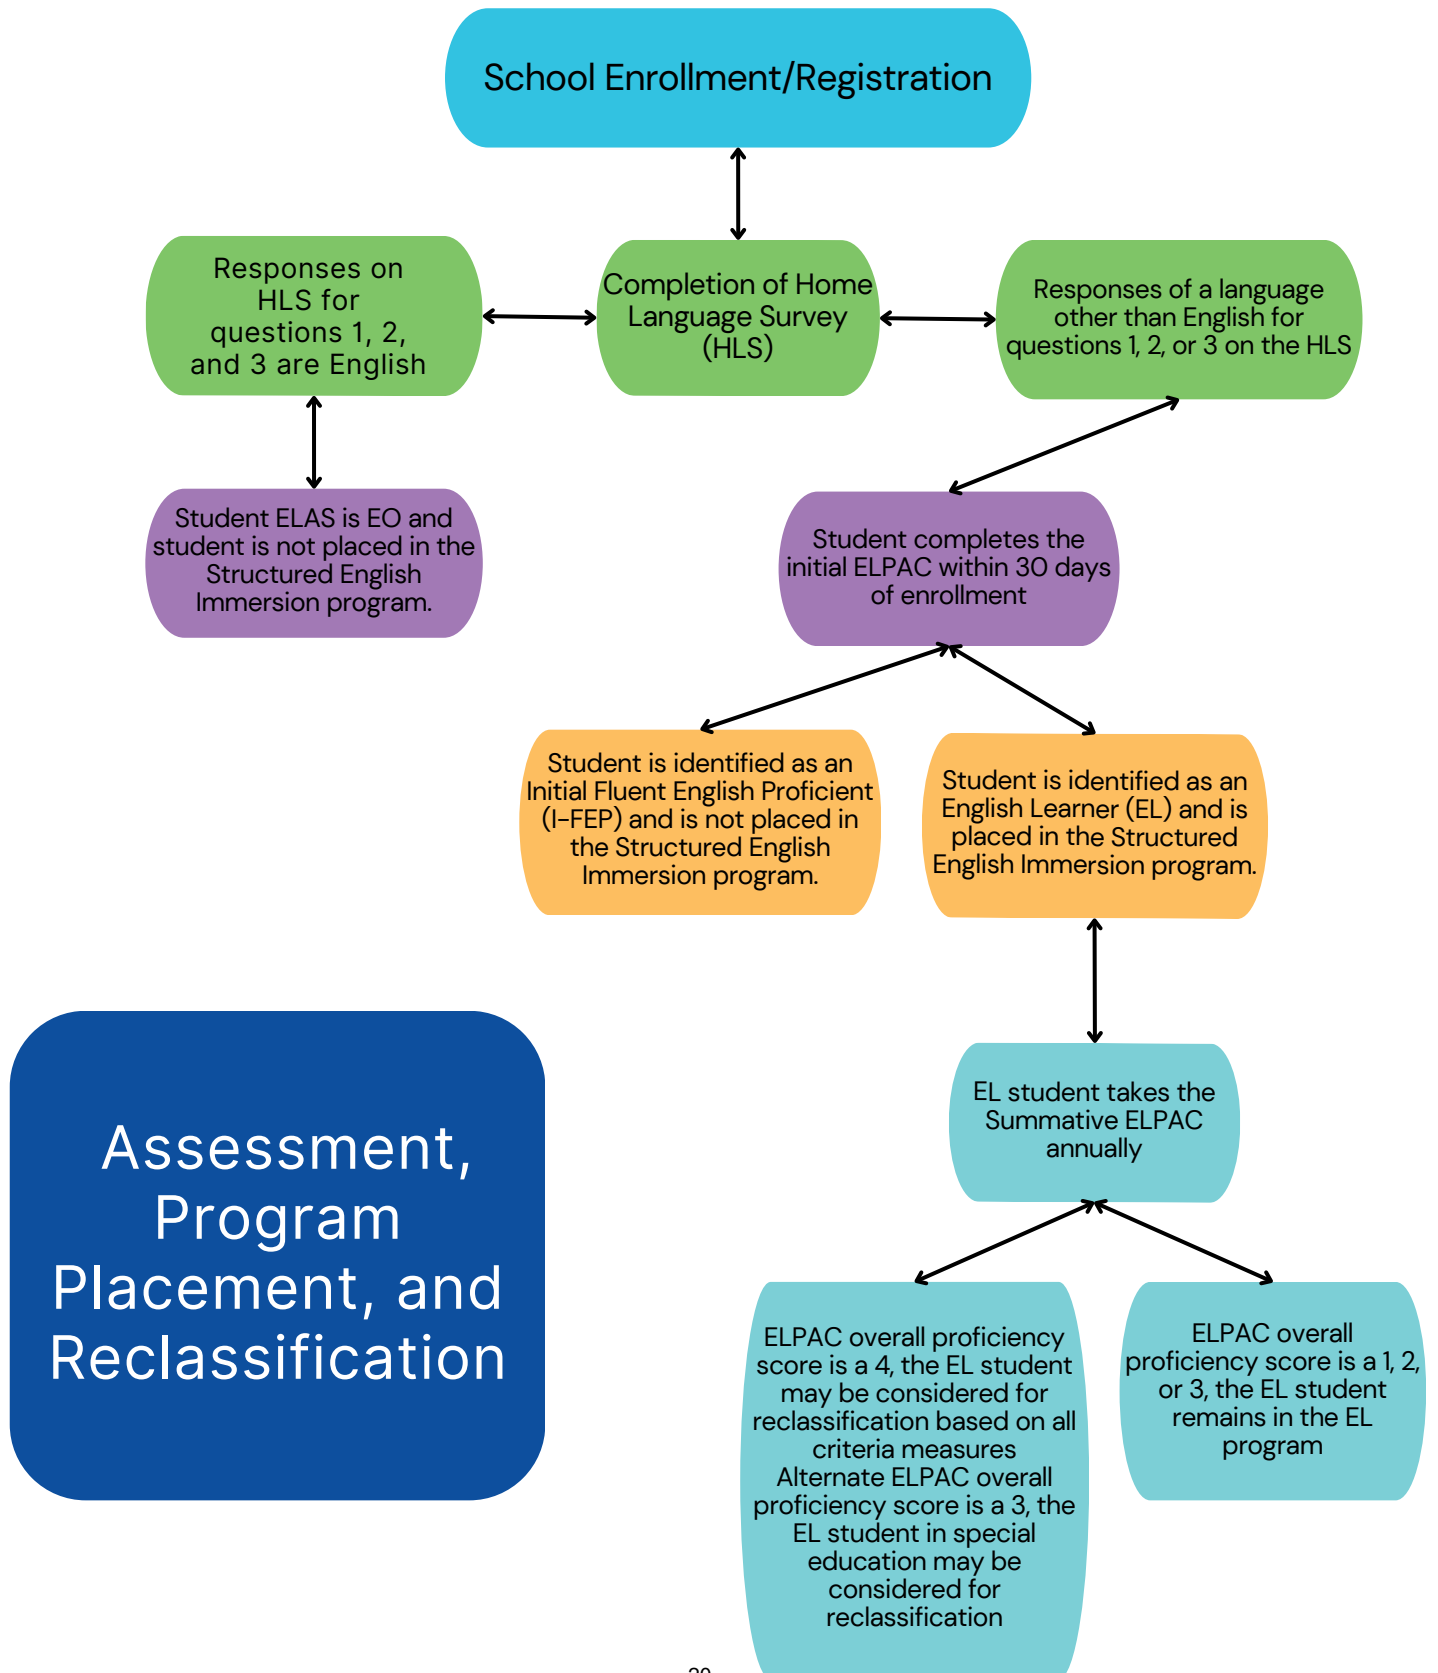 School Enrollment/Registration
Responses on
HLS for
questions 1, 2,
and 3 are English
Completion of Home
Language Survey
(HLS)
Responses of a language
other than English for
questions 1, 2, or 3 on the HLS
Student ELAS is EO and
student is not placed in the
Structured English
Immersion program.
Student completes the
initial ELPAC within 30 days
of enrollment
Student is identified as an
Initial Fluent English Proficient
(I-FEP) and is not placed in
the Structured English
Immersion program.
Student is identified as an
English Learner (EL) and is
placed in the Structured
English Immersion program.
EL student takes the
Summative ELPAC
annually
Assessment,
Program
Placement, and
Reclassification
ELPAC overall proficiency
score is a 4, the EL student
may be considered for
reclassification based on all
criteria measures
Alternate ELPAC overall
proficiency score is a 3, the
EL student in special
education may be
considered for
reclassification
ELPAC overall
proficiency score is a 1, 2,
or 3, the EL student
remains in the EL
program